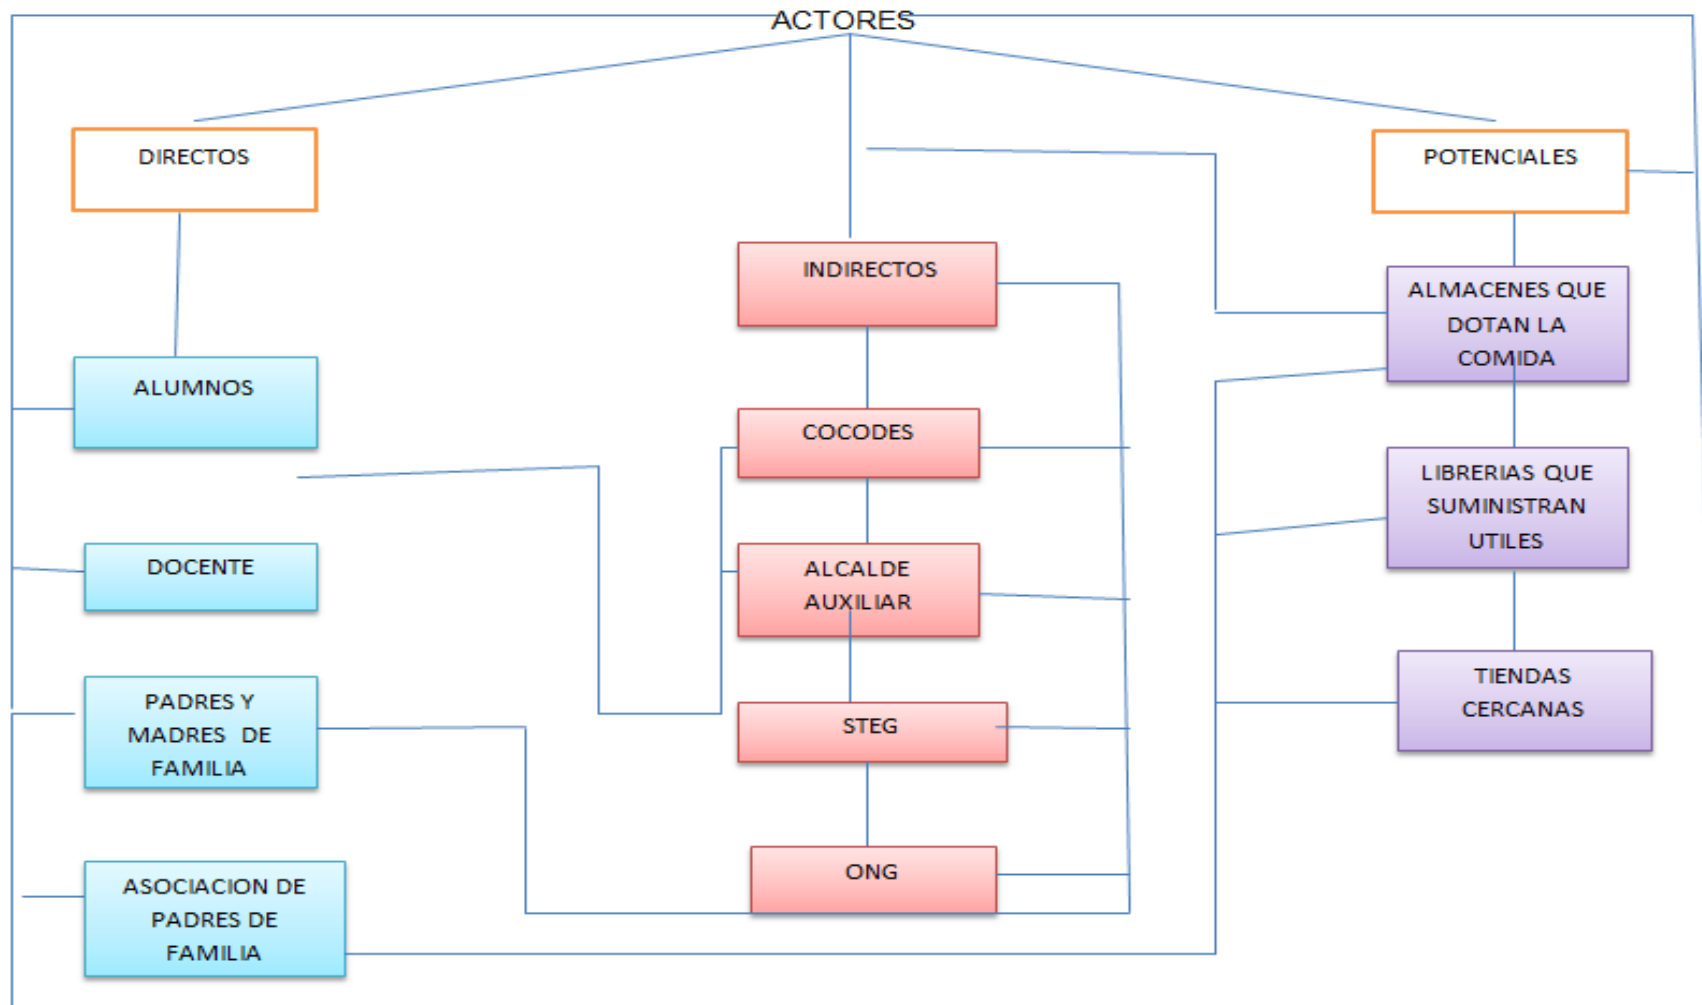 ACTORES
DIRECTOS
POTENCIALES
INDIRECTOS
ALUMNOS
DOCENTE
PADRES Y
MADRES DE
FAMILIA
ASOCIACION DE
PADRES DE
FAMILIA
COCODES
ALCALDE
AUXILIAR
STEG
ONG
ALMACENES QUE
DOTAN LA
COMIDA
LIBRERIAS QUE
SUMINISTRAN
UTILES
TIENDAS
CERCANAS